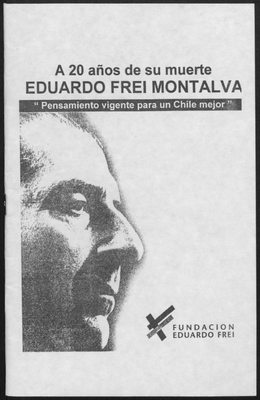 A 20 años de su muerte
EDUARDO FREI MONTALVA
“ Pensamiento vigente para un Chile mejor ”
FUNDACION
EDUARDO FREI